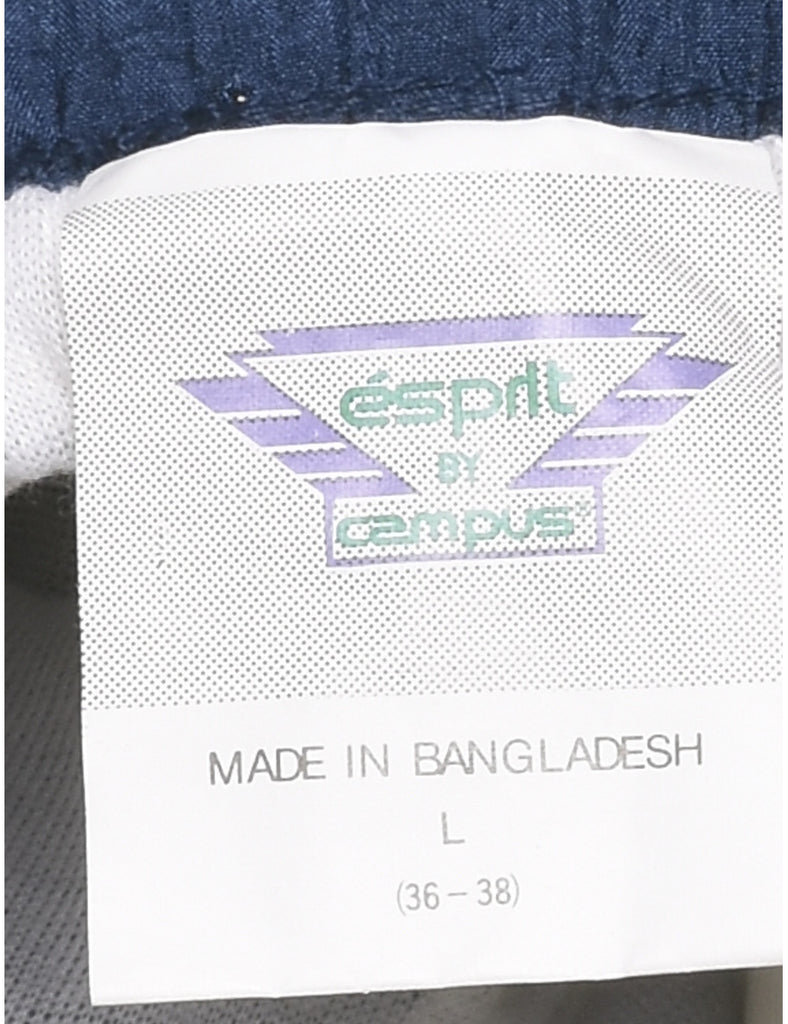 ésprit
BY
campus
MADE IN BANGLADESH
L
(36-38)